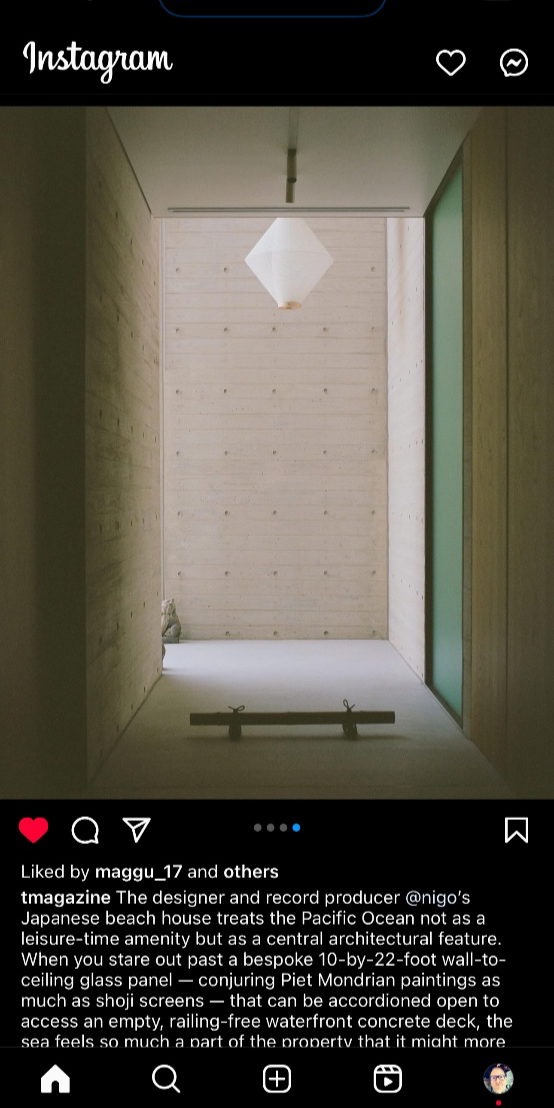 Instagram
Liked by maggu_17 and others
tmagazine The designer and record producer @nigo's
Japanese beach house treats the Pacific Ocean not as a
leisure-time amenity but as a central architectural feature.
When you stare out past a bespoke 10-by-22-foot wall-to-
ceiling glass panel — conjuring Piet Mondrian paintings as
much as shoji screens — that can be accordioned open to
access an empty, railing-free waterfront concrete deck, the
sea feels so much a part of the property that it might more